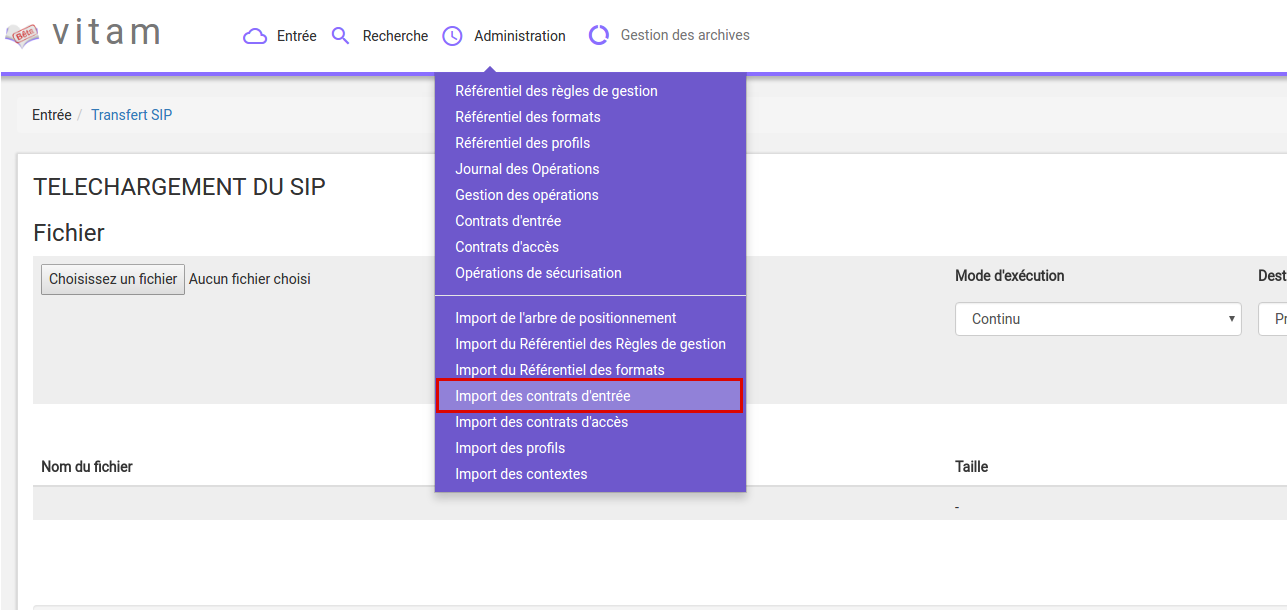 Bêta vitam Entrée Recherche Administration Gestion des archives
Entrée / Transfert SIP
TELECHARGEMENT DU SIP
Fichier
Choisissez un fichier Aucun fichier choisi
Référentiel des règles de gestion
Référentiel des formats
Référentiel des profils
Journal des Opérations
Gestion des opérations
Contrats d'entrée
Contrats d'accès
Opérations de sécurisation
Import de l'arbre de positionnement
Import du Référentiel des Règles de gestion
Import du Référentiel des formats
Import des contrats d'entrée
Import des contrats d'accès
Import des profils
Import des contextes
Mode d'exécution Dest
Continu Pr
Nom du fichier Taille
-